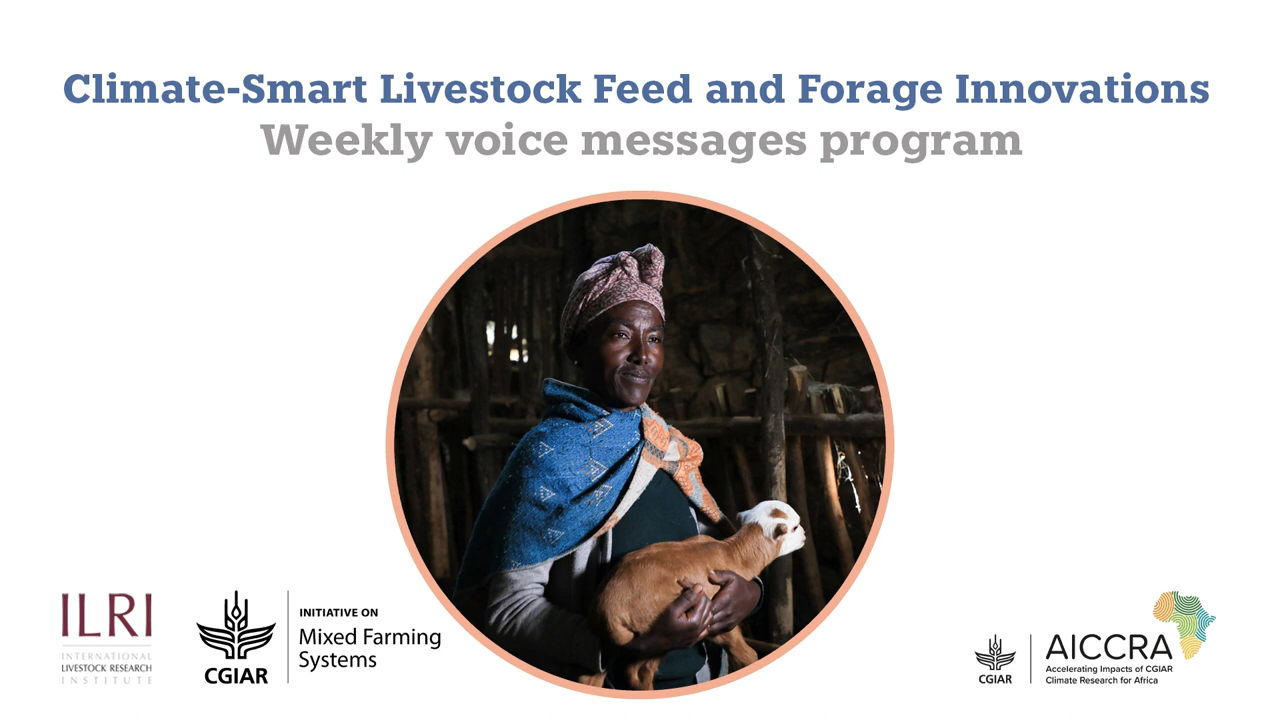 Climate-Smart Livestock Feed and Forage Innovations
Weekly voice messages program
ILRI
INTERNATIONAL
LIVESTOCK RESEARCH
INSTITUTE
CGIAR
INITIATIVE ON
Mixed Farming
Systems
CGIAR
AICCRA
Accelerating Impacts of CGIAR
Climate Research for Africa